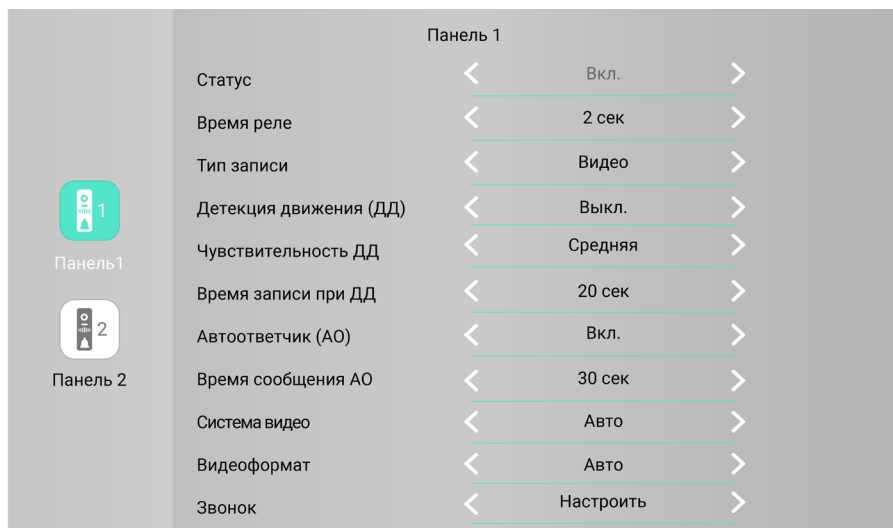 Панель 1
Статус Вкл.
Время реле 2 сек
Тип записи Видео
1
Детекция движения (ДД) Выкл.
Панель1
Чувствительность ДД Средняя
Время записи при ДД 20 сек
2
Автоответчик (АО) Вкл.
Панель 2
Время сообщения АО 30 сек
Система видео Авто
Видеоформат Авто
Звонок Настроить